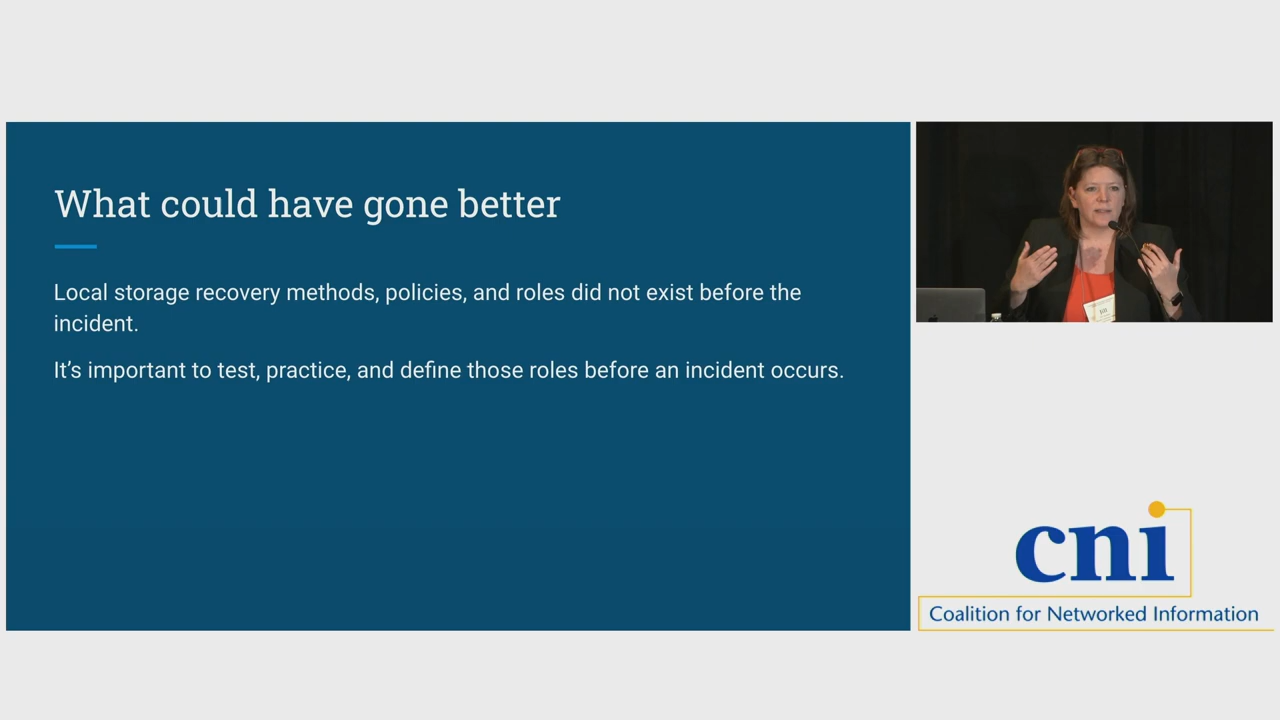 What could have gone better
Local storage recovery methods, policies, and roles did not exist before the
incident.
It’s important to test, practice, and define those roles before an incident occurs.
cni
Coalition for Networked Information